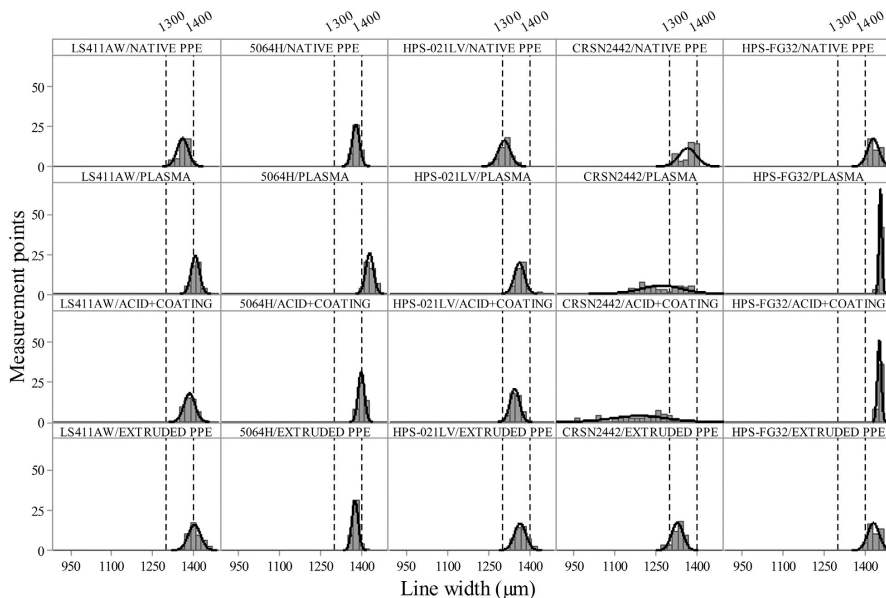 1300 1400 1300 1400 1300 1400 1300 1400 1300 1400
LS411AW/NATIVE PPE 5064H/NATIVE PPE HPS-021LV/NATIVE PPE CRSN2442/NATIVE PPE HPS-FG32/NATIVE PPE
50
25
0
LS411AW/PLASMA 5064H/PLASMA HPS-021LV/PLASMA CRSN2442/PLASMA HPS-FG32/PLASMA
50
25
0
LS411AW/ACID+COATING 5064H/ACID+COATING HPS-021LV/ACID+COATING CRSN2442/ACID+COATING HPS-FG32/ACID+COATING
50
25
0
LS411AW/EXTRUDED PPE 5064H/EXTRUDED PPE HPS-021LV/EXTRUDED PPE CRSN2442/EXTRUDED PPE HPS-FG32/EXTRUDED PPE
50
25
0
950 1100 1250 1400 950 1100 1250 1400 950 1100 1250 1400 950 1100 1250 1400 950 1100 1250 1400
Measurement points
Line width (μm)